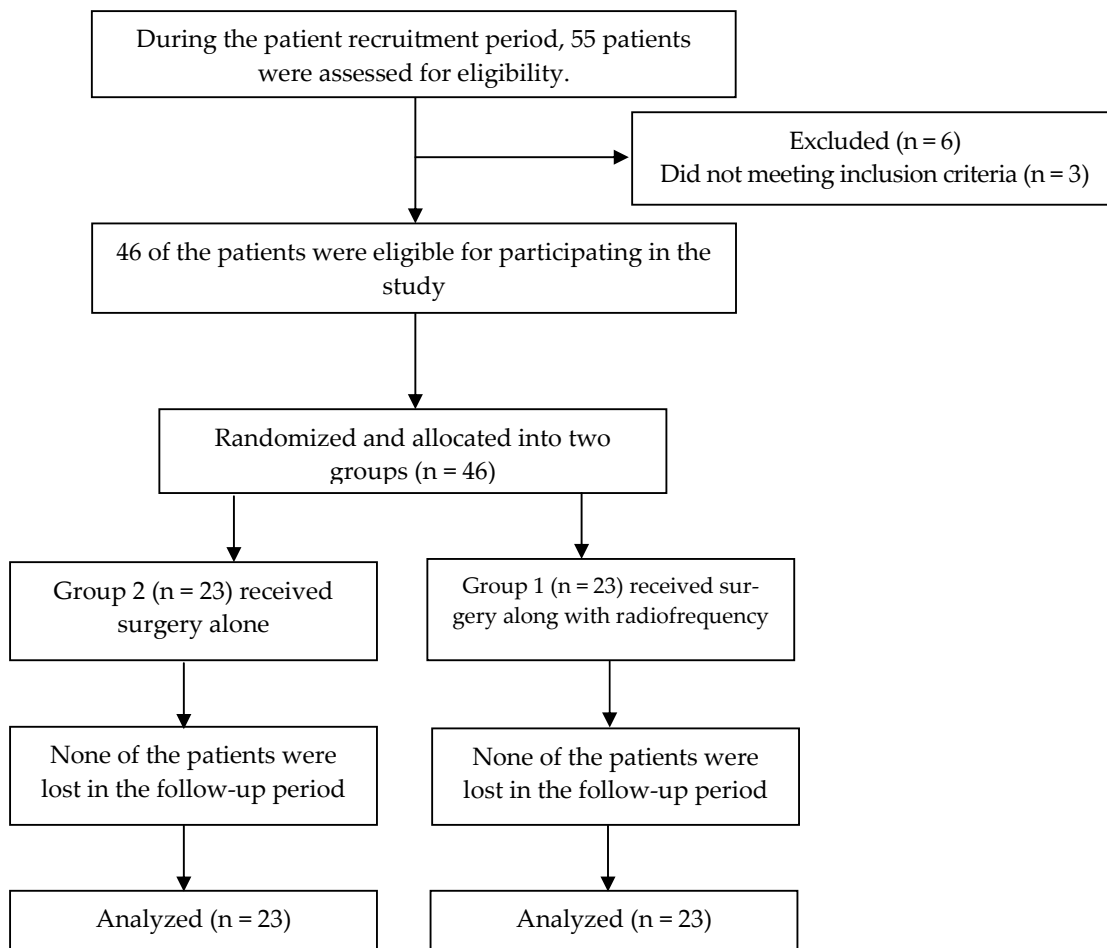 During the patient recruitment period, 55 patients
were assessed for eligibility.
Excluded (n = 6)
Did not meeting inclusion criteria (n = 3)
46 of the patients were eligible for participating in the
study
Randomized and allocated into two
groups (n = 46)
Group 2 (n = 23) received
surgery alone
Group 1 (n = 23) received sur-
gery along with radiofrequency
None of the patients were
lost in the follow-up period
None of the patients were
lost in the follow-up period
Analyzed (n = 23)
Analyzed (n = 23)